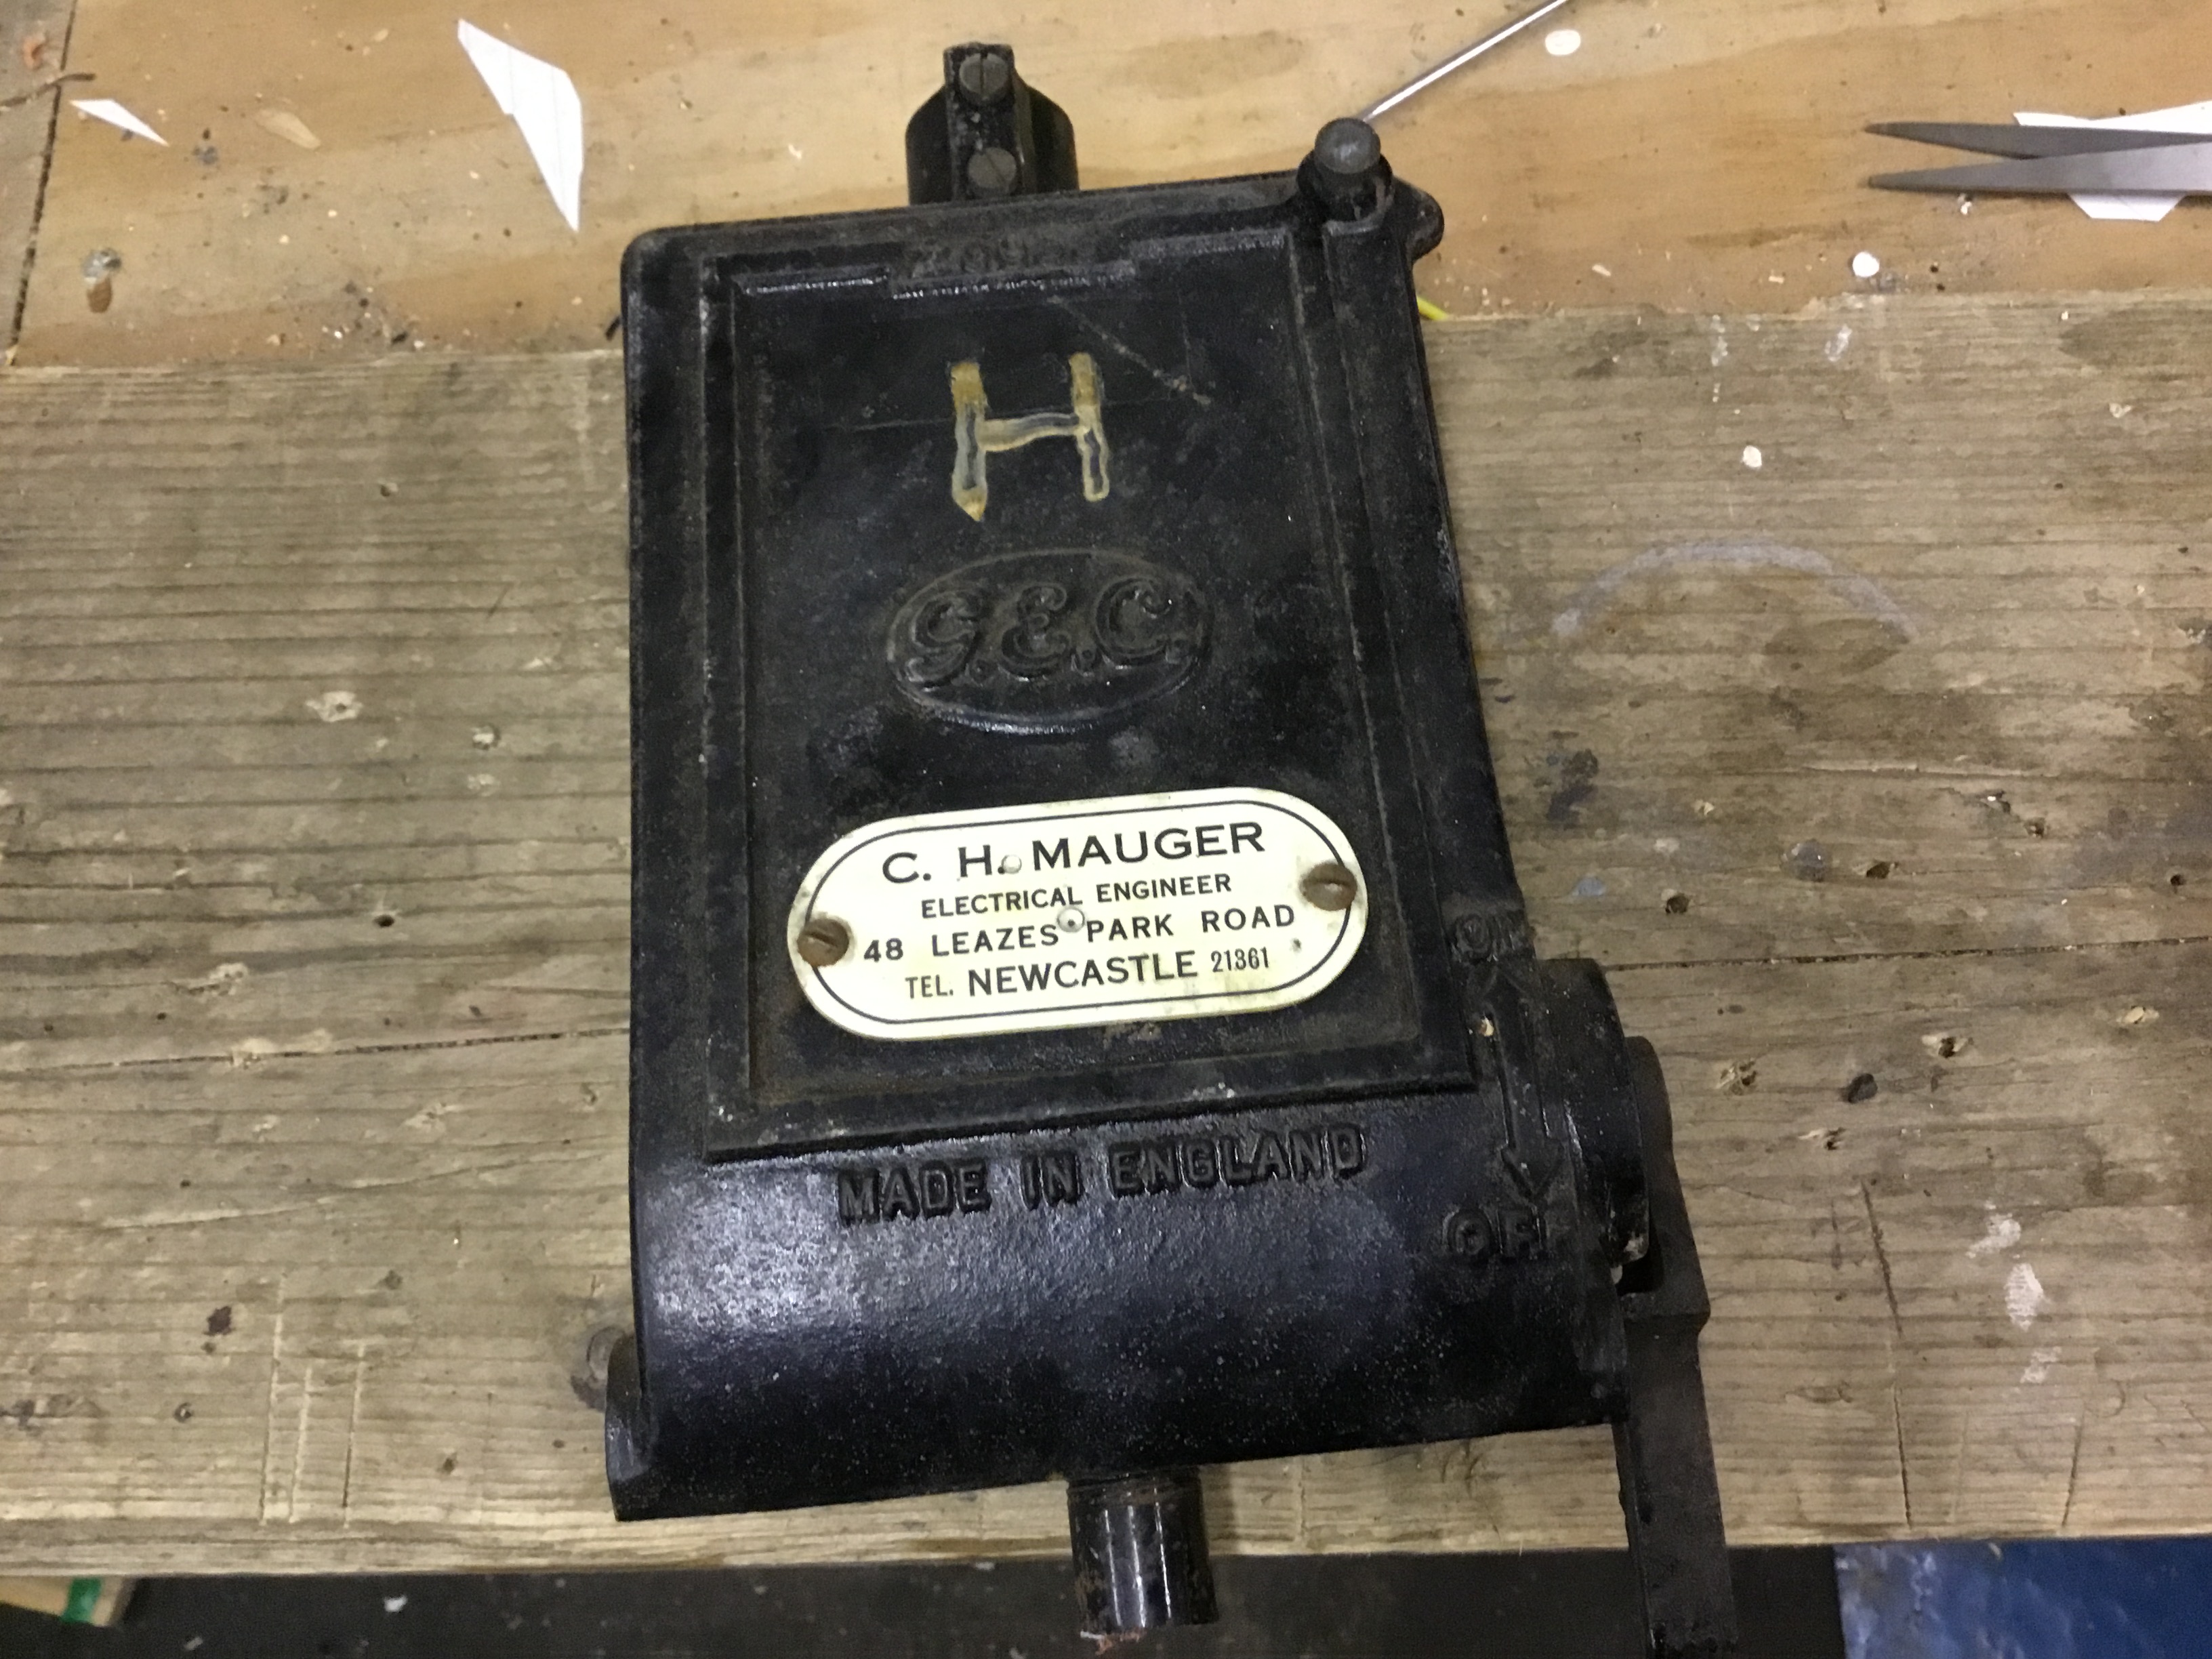 H
G.E.C.
C. H. MAUGER
ELECTRICAL ENGINEER
48 LEAZES PARK ROAD
TEL. NEWCASTLE 21361
ON
MADE IN ENGLAND
OFF